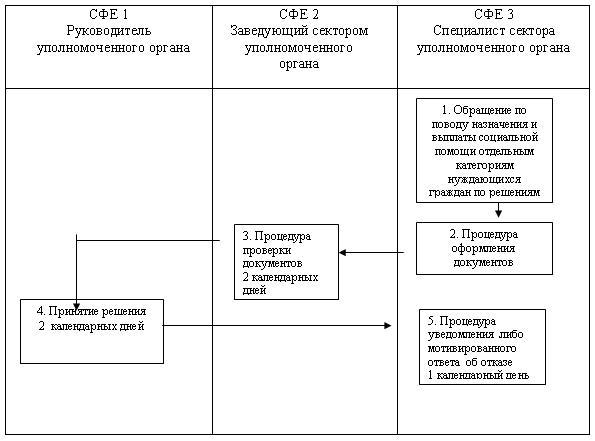 СФЕ 1
Руководитель
уполномоченного органа
СФЕ 2
Заведующий сектором
уполномоченного
органа
СФЕ 3
Специалист сектора
уполномоченного органа
1. Обращение по
поводу назначения и
выплаты социальной
помощи отдельным
категориям
нуждающихся
граждан по решениям
2. Процедура
оформления
документов
3. Процедура
проверки
документов
2 календарных
дней
4. Принятие решения
2 календарных дней
5. Процедура
уведомления либо
мотивированного
ответа об отказе
1 календарный день